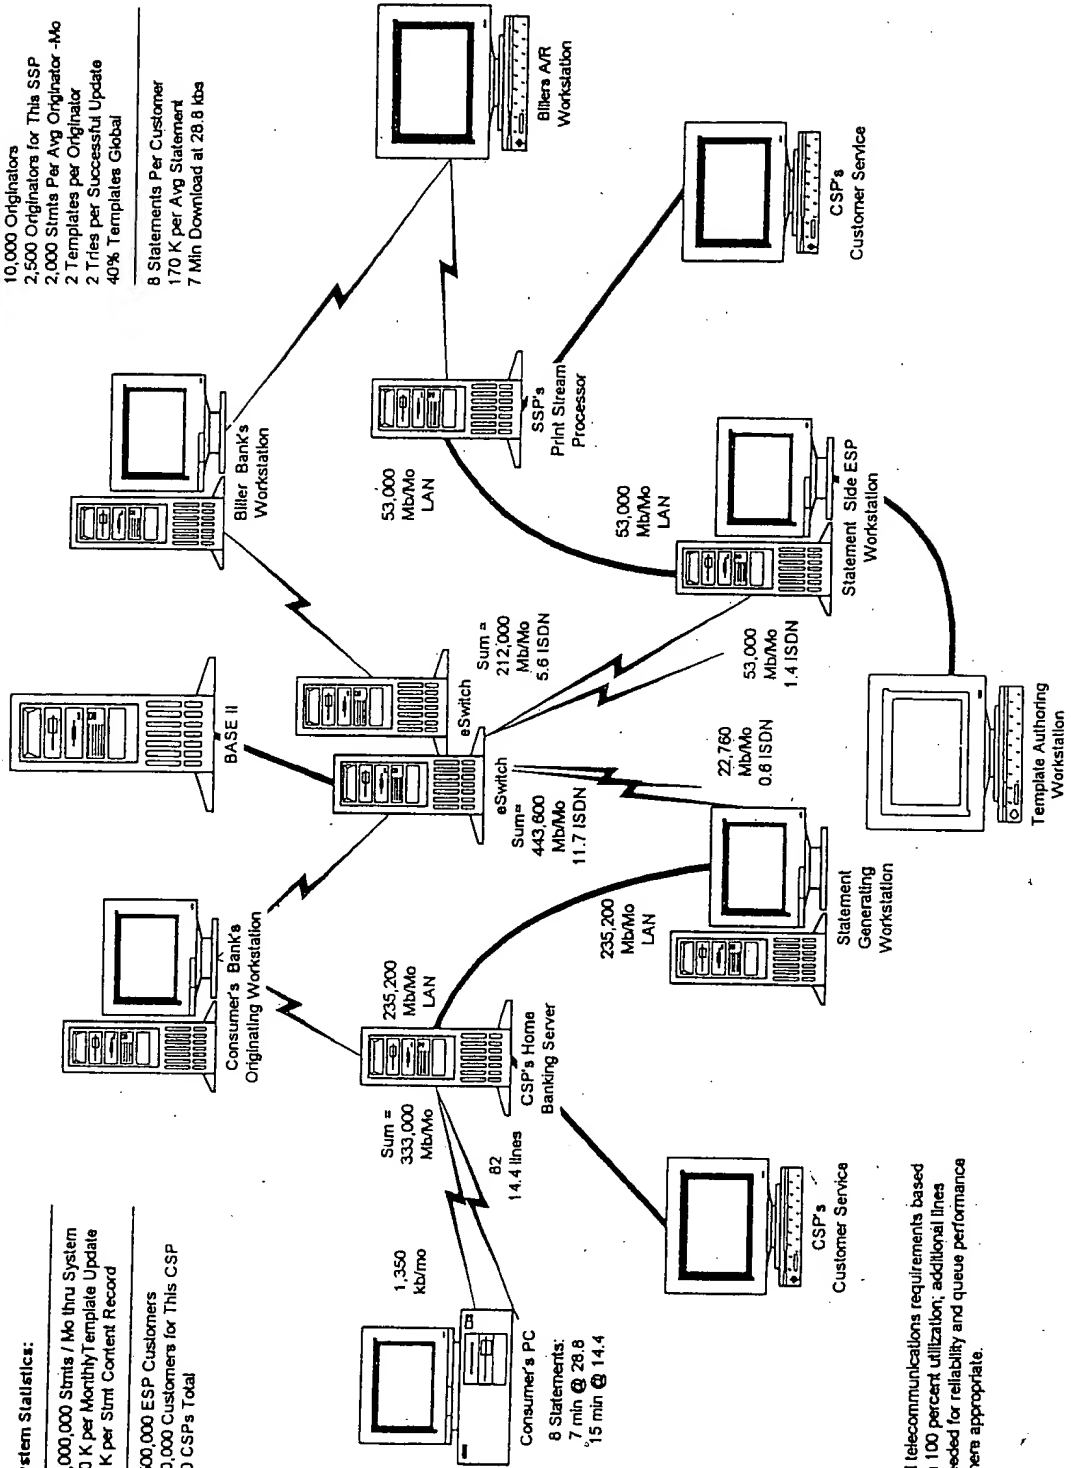 stem Statistics:
,000,000 Stmts / Mo thru System
0 K per MonthlyTemplate Update
K per Stmt Content Record
00,000 ESP Customers
0,000 Customers for This CSP
0 CSPs Total
10,000 Originators
2,500 Originators for This SSP
2,000 Stmts Per Avg Originator -Mo
2 Templates per Originator
2 Tries per Successful Update
40% Templates Global
8 Statements Per Customer
170 K per Avg Statement
7 Min Download at 28.8 kbs
BASE II
Consumer's Bank's
Originating Workstation
Biller Bank's
Workstation
eSwitch
eSwitch
Sum =
443,600
Mb/Mo
11.7 ISDN
Sum =
212,000
Mb/Mo
5.6 ISDN
1,350
kb/mo
Sum =
333,000
Mb/Mo
82
14.4 lines
235,200
Mb/Mo
LAN
53,000
Mb/Mo
LAN
Consumer's PC
8 Statements:
7 min @ 28.8
15 min @ 14.4
CSP's Home
Banking Server
SSP's
Print Stream
Processor
Billers A/R
Workstation
235,200
Mb/Mo
LAN
22,760
Mb/Mo
0.6 ISDN
53,000
Mb/Mo
1.4 ISDN
53,000
Mb/Mo
LAN
CSP's
Customer Service
Statement
Generating
Workstation
Statement Side ESP
Workstation
CSP's
Customer Service
Template Authoring
Workstation
telecommunications requirements based
100 percent utilization; additional lines
eded for reliability and queue performance
ere appropriate.